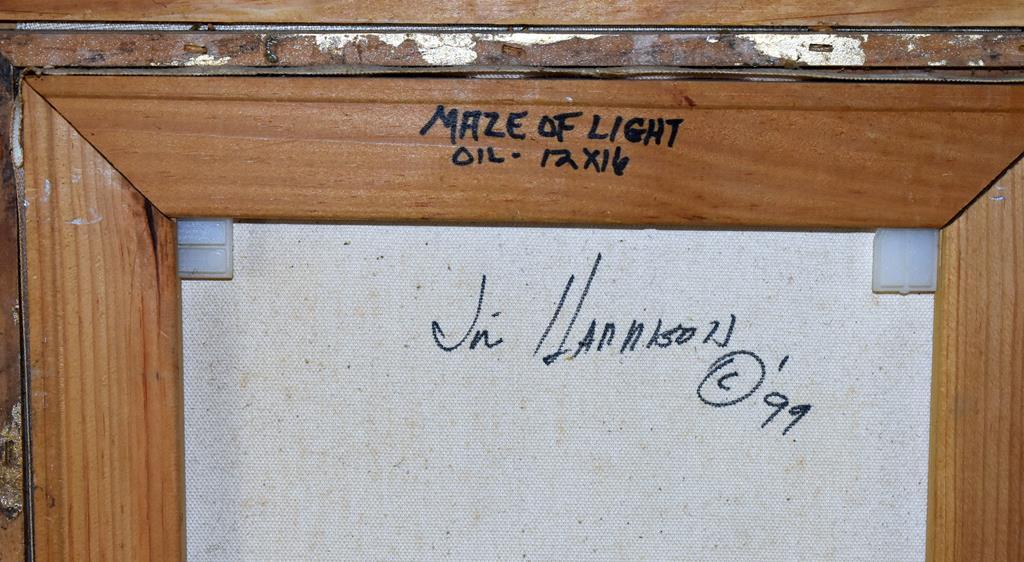 MAZE OF LIGHT
OIL - 12X16
Jim HARRISON
© '99